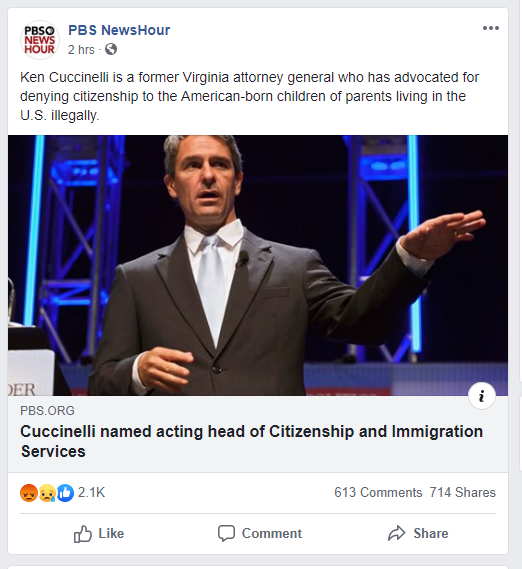 PBS
NEWS
HOUR
PBS NewsHour
2 hrs ·
Ken Cuccinelli is a former Virginia attorney general who has advocated for
denying citizenship to the American-born children of parents living in the
U.S. illegally.
DER
i
PBS.ORG
Cuccinelli named acting head of Citizenship and Immigration
Services
2.1K
613 Comments 714 Shares
Like Comment Share